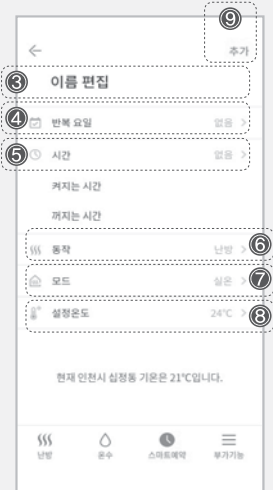 ⑨
← 추가
③ 이름 편집
④ 반복 요일 없음 >
⑤ 시간 없음 >
켜지는 시간
꺼지는 시간
동작 난방 > ⑥
모드 실온 > ⑦
설정온도 24℃ > ⑧
현재 인천시 십정동 기온은 21℃입니다.
난방 온수 스마트예약 부가기능